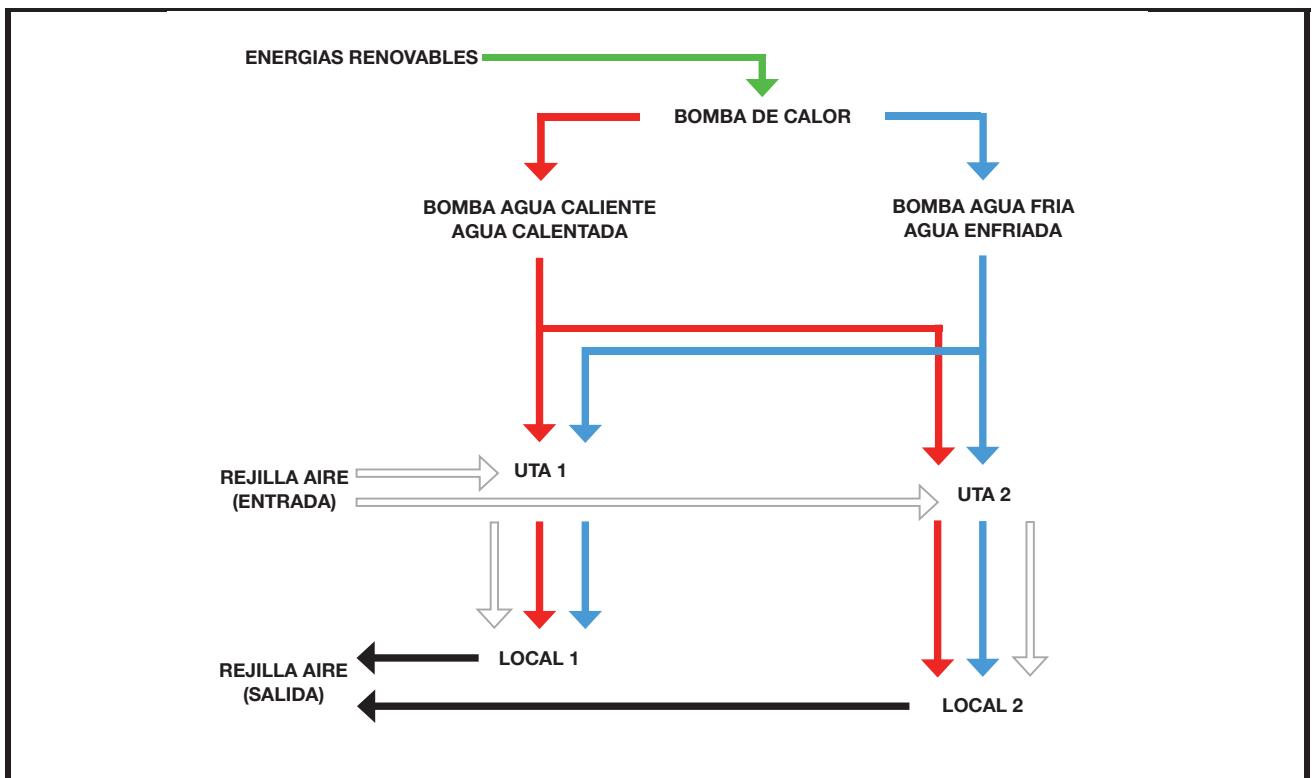 ENERGIAS RENOVABLES
BOMBA DE CALOR
BOMBA AGUA CALIENTE
AGUA CALENTADA
BOMBA AGUA FRIA
AGUA ENFRIADA
REJILLA AIRE
(ENTRADA)
UTA 1
UTA 2
REJILLA AIRE
(SALIDA)
LOCAL 1
LOCAL 2